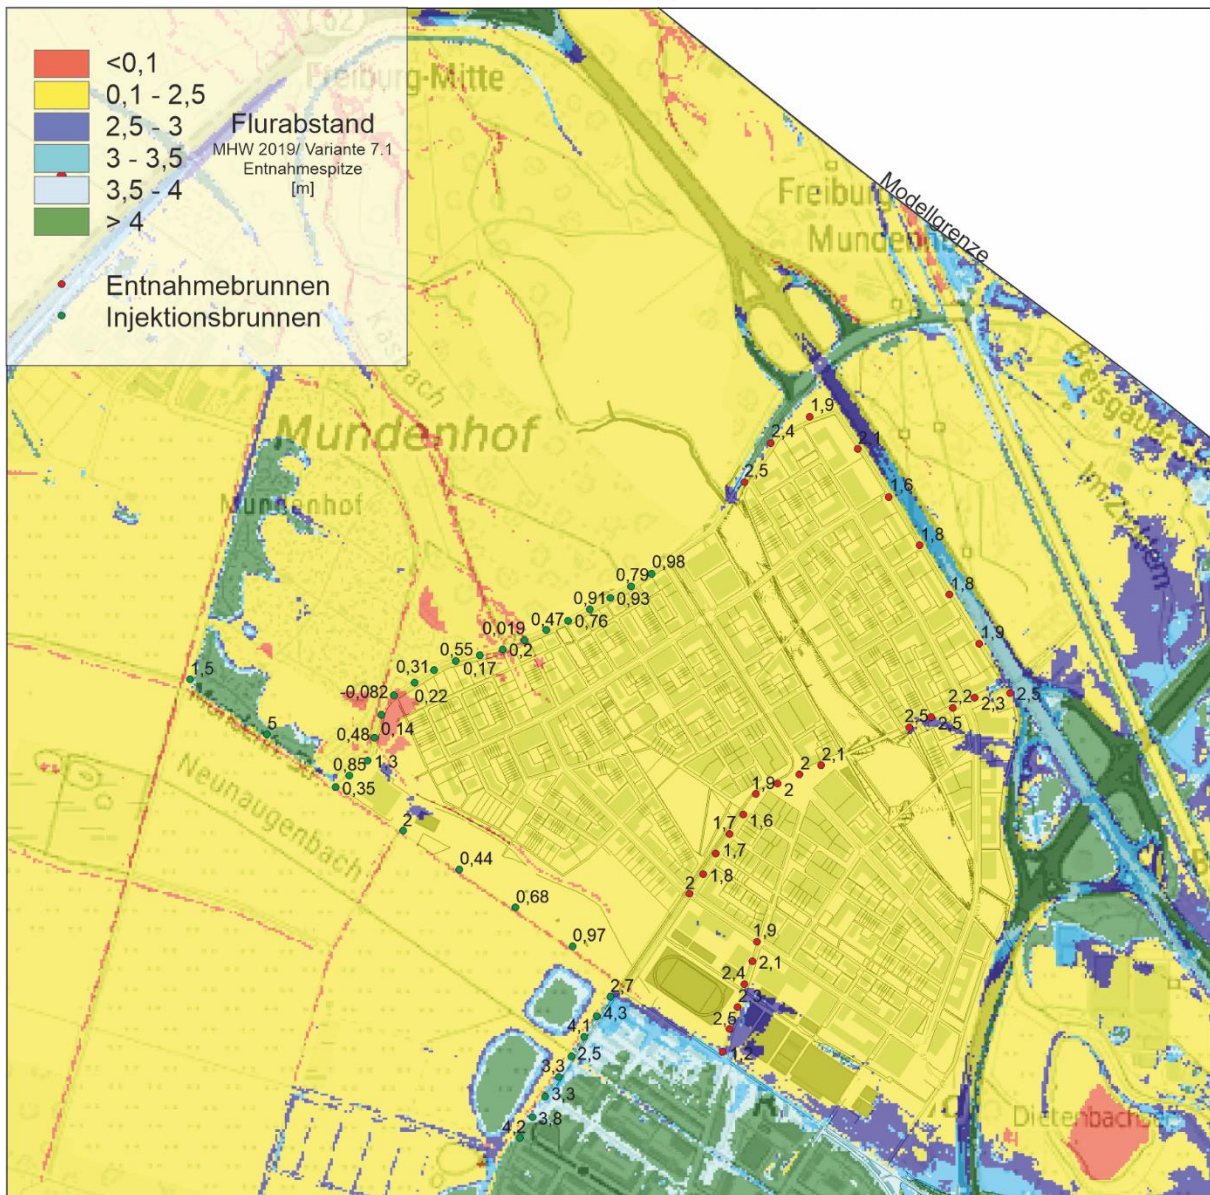 <0,1
0,1 - 2,5
2,5 - 3
3 - 3,5
3,5 - 4
> 4
Flurabstand
MHW 2019/ Variante 7.1
Entnahmespitze
[m]
Entnahmebrunnen
Injektionsbrunnen
Freiburg-Mitte
Modellgrenze
Freiburg
Mundenh
Käsbach
Breisgauer
Im Z
Mundenhof
Mundenhof
Neunaugenbach
Dietenbachs
1,9
2,4
2,1
2,5
1,6
1,8
1,8
1,9
2,5
2,3
2,2
2,5
2,5
2,1
2
2
1,9
1,6
1,7
1,7
1,8
2
1,9
2,1
2,4
2,3
2,5
1,2
0,98
0,79
0,93
0,91
0,76
0,47
0,019
0,2
0,17
0,55
0,31
0,22
-0,082
0,14
0,48
1,3
0,85
0,35
1,5
5
2
0,44
0,68
0,97
2,7
4,3
4,1
2,5
3,3
3,3
3,8
4,2